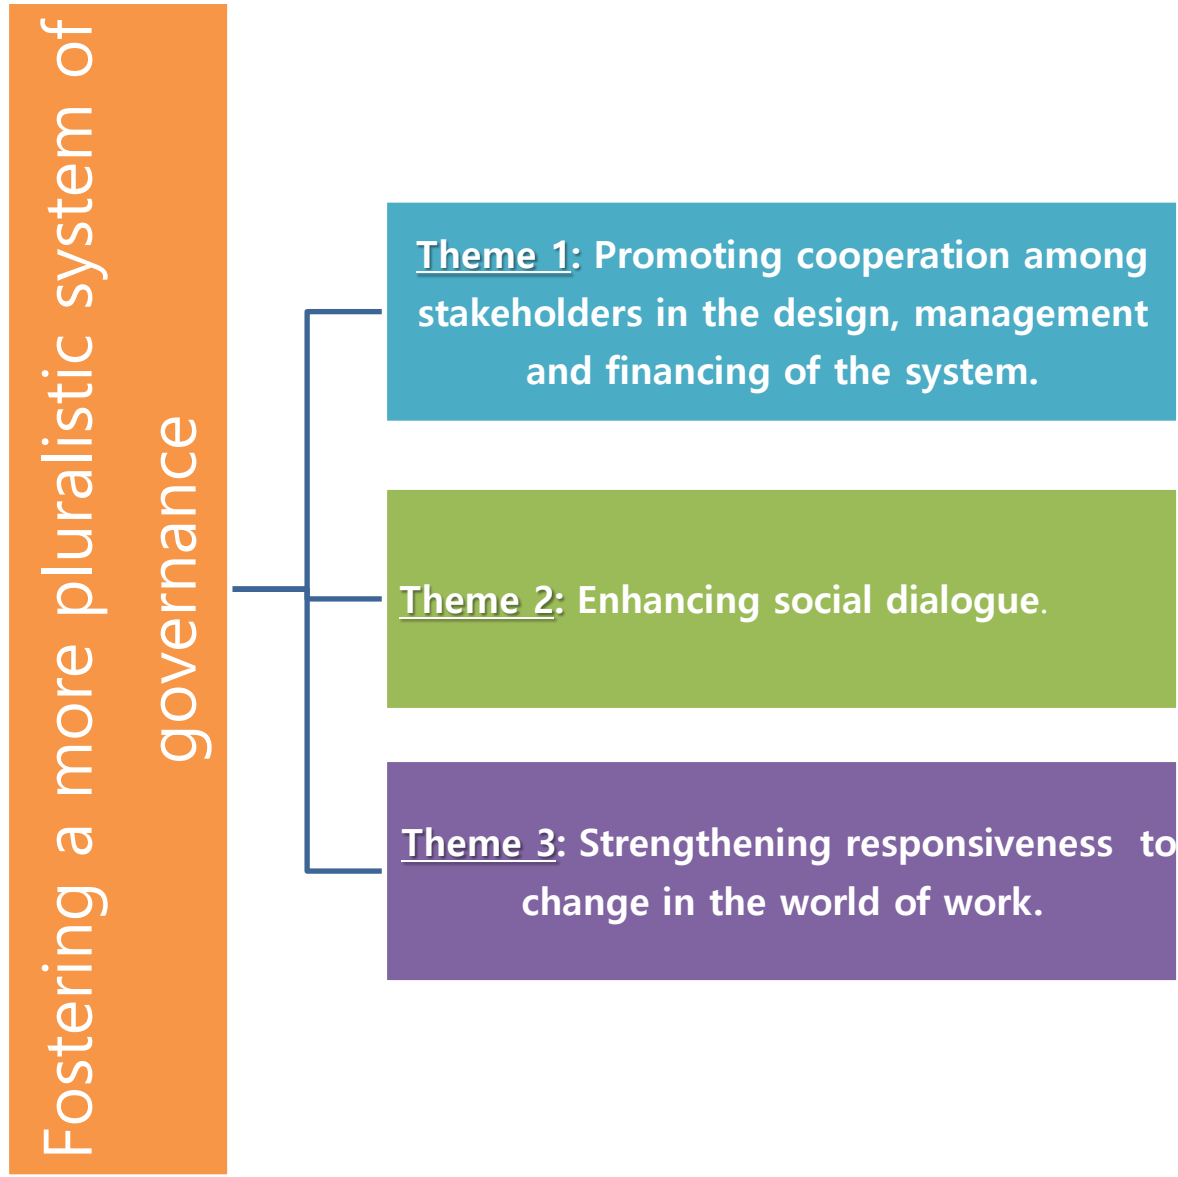 Fostering a more pluralistic system of
governance
Theme 1: Promoting cooperation among
stakeholders in the design, management
and financing of the system.
Theme 2: Enhancing social dialogue.
Theme 3: Strengthening responsiveness  to
change in the world of work.